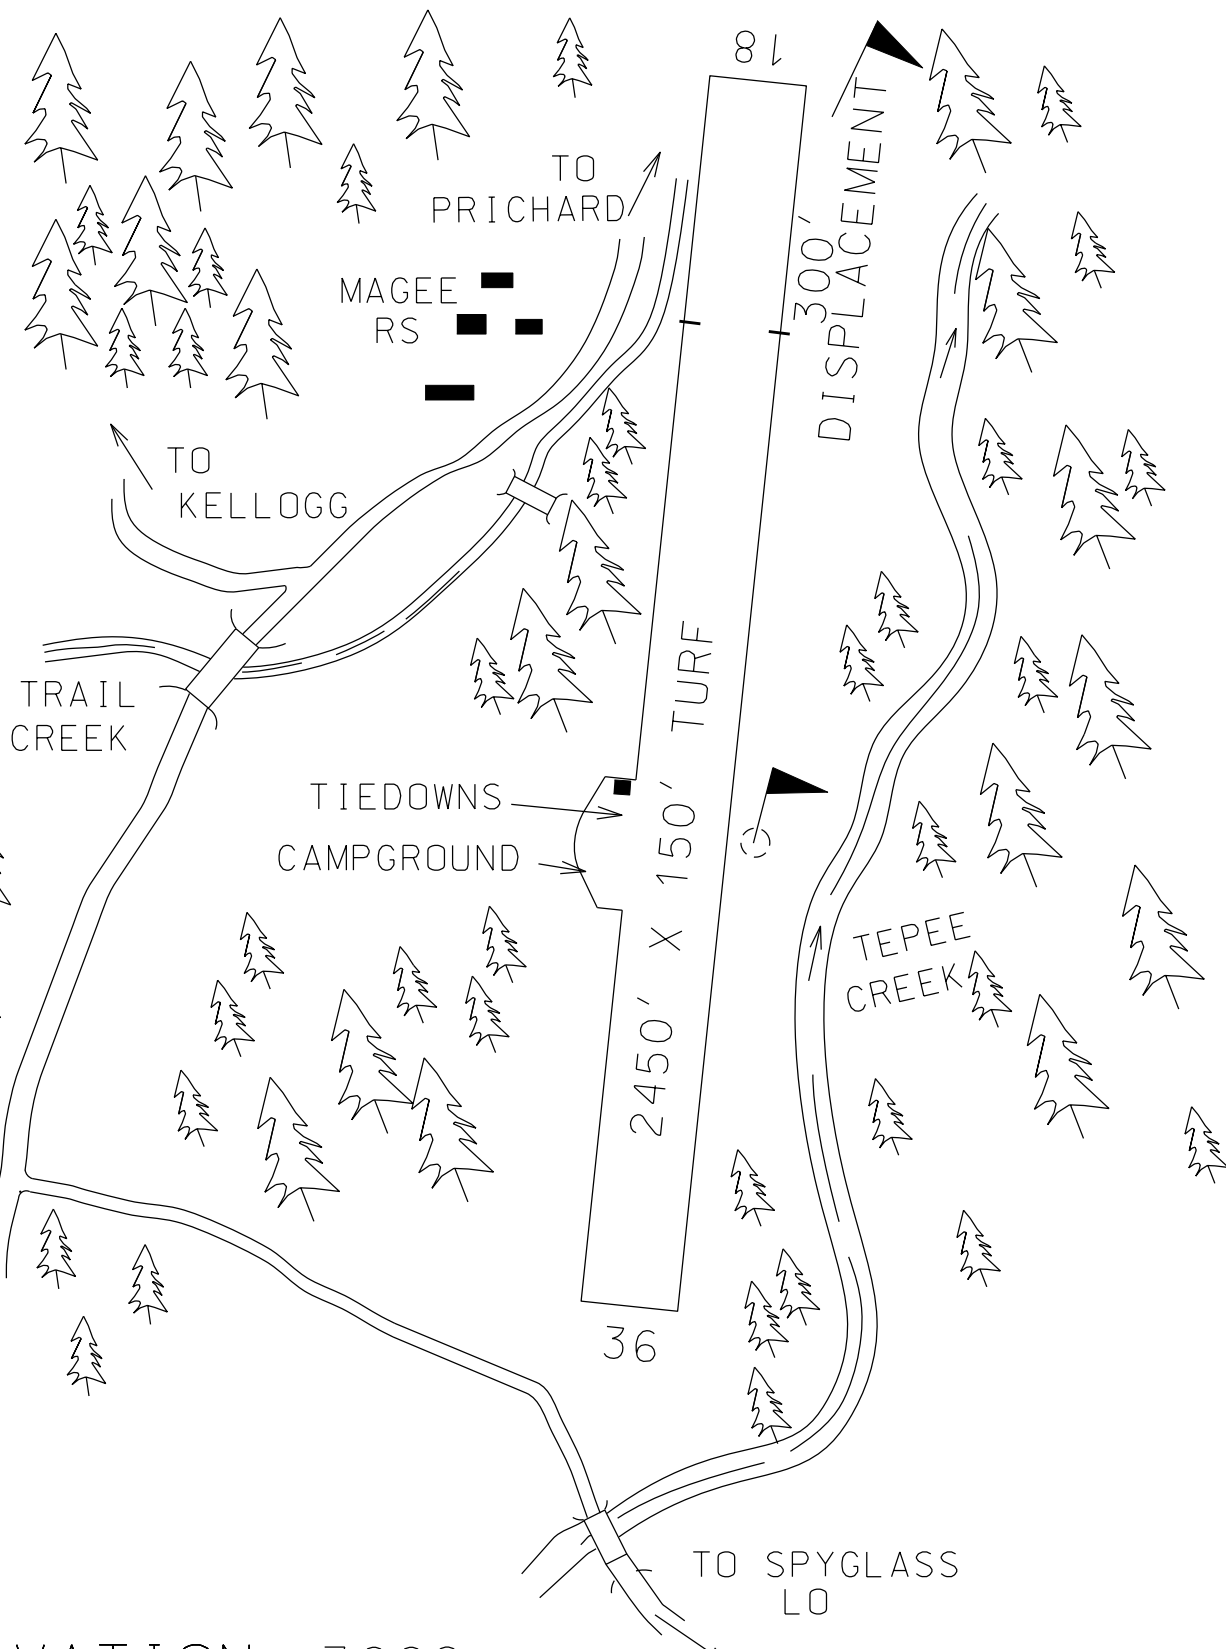 18
TO
PRICHARD
300′
DISPLACEMENT
MAGEE
RS
TO
KELLOGG
TRAIL
CREEK
2450′ X 150′ TURF
TIEDOWNS
CAMPGROUND
TEPEE
CREEK
36
TO SPYGLASS
LO